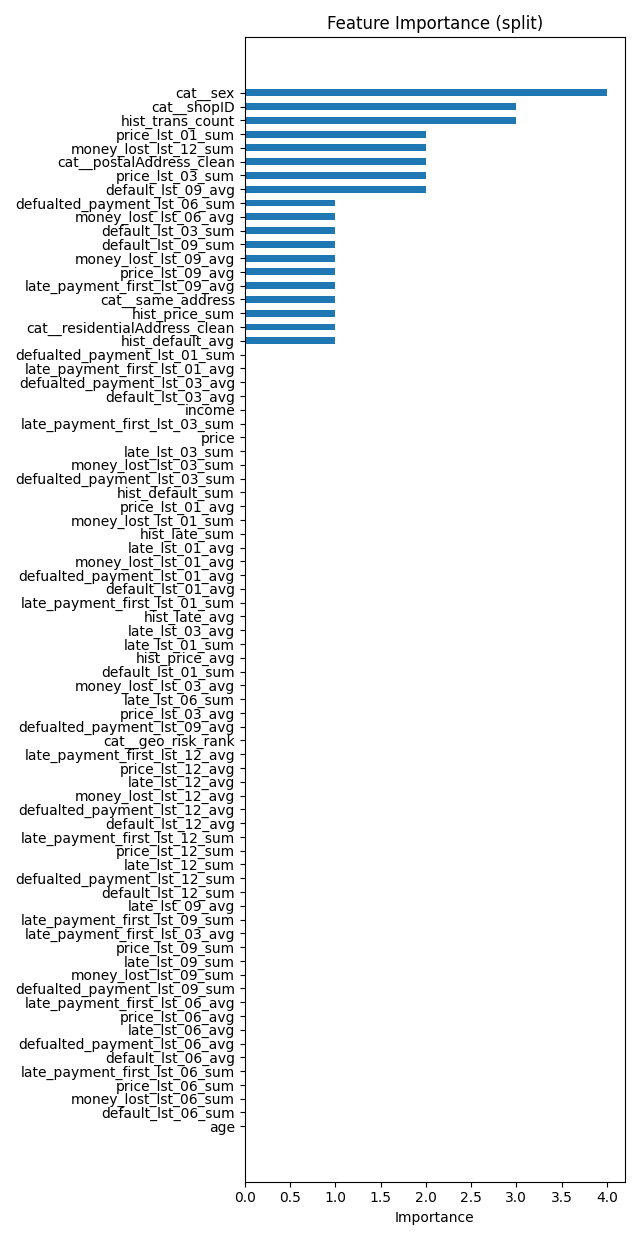 Feature Importance (split)
cat__sex
cat__shopID
hist_trans_count
price_lst_01_sum
money_lost_lst_12_sum
cat__postalAddress_clean
price_lst_03_sum
default_lst_09_avg
defualted_payment_lst_06_sum
money_lost_lst_06_avg
default_lst_03_sum
default_lst_09_sum
money_lost_lst_09_avg
price_lst_09_avg
late_payment_first_lst_09_avg
cat__same_address
hist_price_sum
cat__residentialAddress_clean
hist_default_avg
defualted_payment_lst_01_sum
late_payment_first_lst_01_avg
defualted_payment_lst_03_avg
default_lst_03_avg
income
late_payment_first_lst_03_sum
price
late_lst_03_sum
money_lost_lst_03_sum
defualted_payment_lst_03_sum
hist_default_sum
price_lst_01_avg
money_lost_lst_01_sum
hist_late_sum
late_lst_01_avg
money_lost_lst_01_avg
defualted_payment_lst_01_avg
default_lst_01_avg
late_payment_first_lst_01_sum
hist_late_avg
late_lst_03_avg
late_lst_01_sum
hist_price_avg
default_lst_01_sum
money_lost_lst_03_avg
late_lst_06_sum
price_lst_03_avg
defualted_payment_lst_09_avg
cat__geo_risk_rank
late_payment_first_lst_12_avg
price_lst_12_avg
late_lst_12_avg
money_lost_lst_12_avg
defualted_payment_lst_12_avg
default_lst_12_avg
late_payment_first_lst_12_sum
price_lst_12_sum
late_lst_12_sum
defualted_payment_lst_12_sum
default_lst_12_sum
late_lst_09_avg
late_payment_first_lst_09_sum
late_payment_first_lst_03_avg
price_lst_09_sum
late_lst_09_sum
money_lost_lst_09_sum
defualted_payment_lst_09_sum
late_payment_first_lst_06_avg
price_lst_06_avg
late_lst_06_avg
defualted_payment_lst_06_avg
default_lst_06_avg
late_payment_first_lst_06_sum
price_lst_06_sum
money_lost_lst_06_sum
default_lst_06_sum
age
0.0 0.5 1.0 1.5 2.0 2.5 3.0 3.5 4.0
Importance